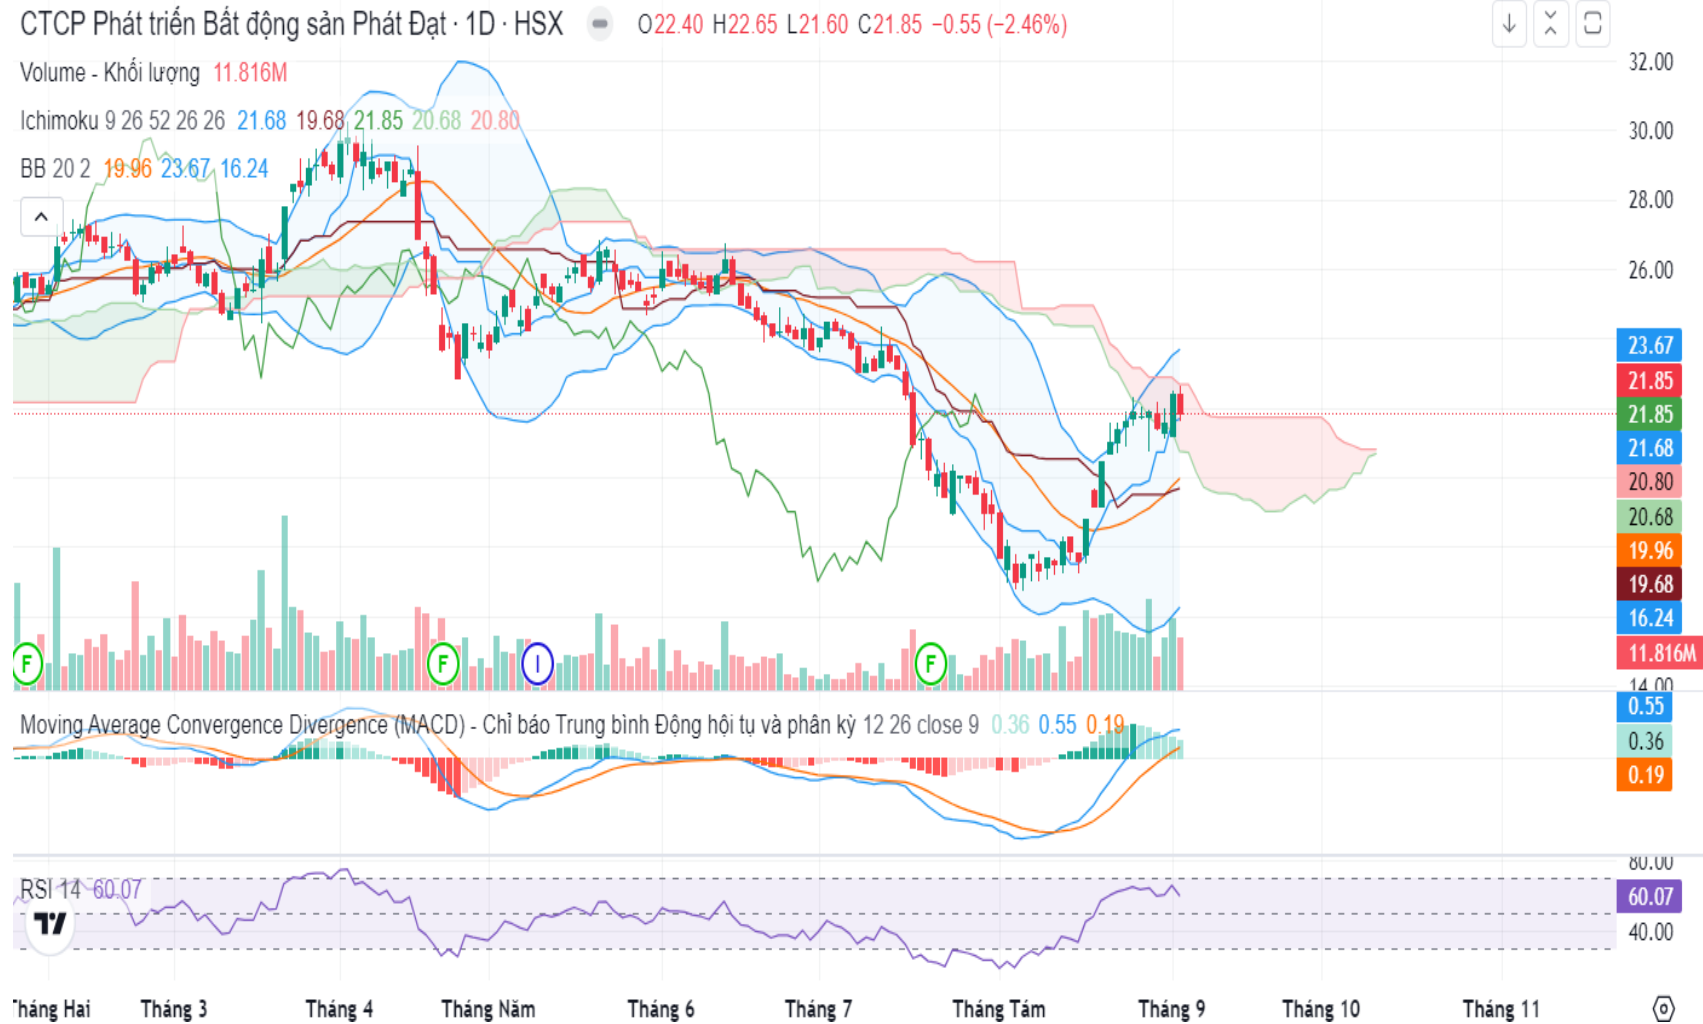 CTCP Phát triển Bất động sản Phát Đạt · 1D · HSX O22.40 H22.65 L21.60 C21.85 −0.55 (−2.46%)
Volume - Khối lượng 11.816M
Ichimoku 9 26 52 26 26 21.68 19.68 21.85 20.68 20.80
BB 20 2 19.96 23.67 16.24
32.00
30.00
28.00
26.00
23.67
21.85
21.85
21.68
20.80
20.68
19.96
19.68
16.24
11.816M
14.00
F
F
I
F
Moving Average Convergence Divergence (MACD) - Chỉ báo Trung bình Động hội tụ và phân kỳ 12 26 close 9 0.36 0.55 0.19
0.55
0.36
0.19
RSI 14 60.07
80.00
60.07
40.00
Tháng Hai Tháng 3 Tháng 4 Tháng Năm Tháng 6 Tháng 7 Tháng Tám Tháng 9 Tháng 10 Tháng 11